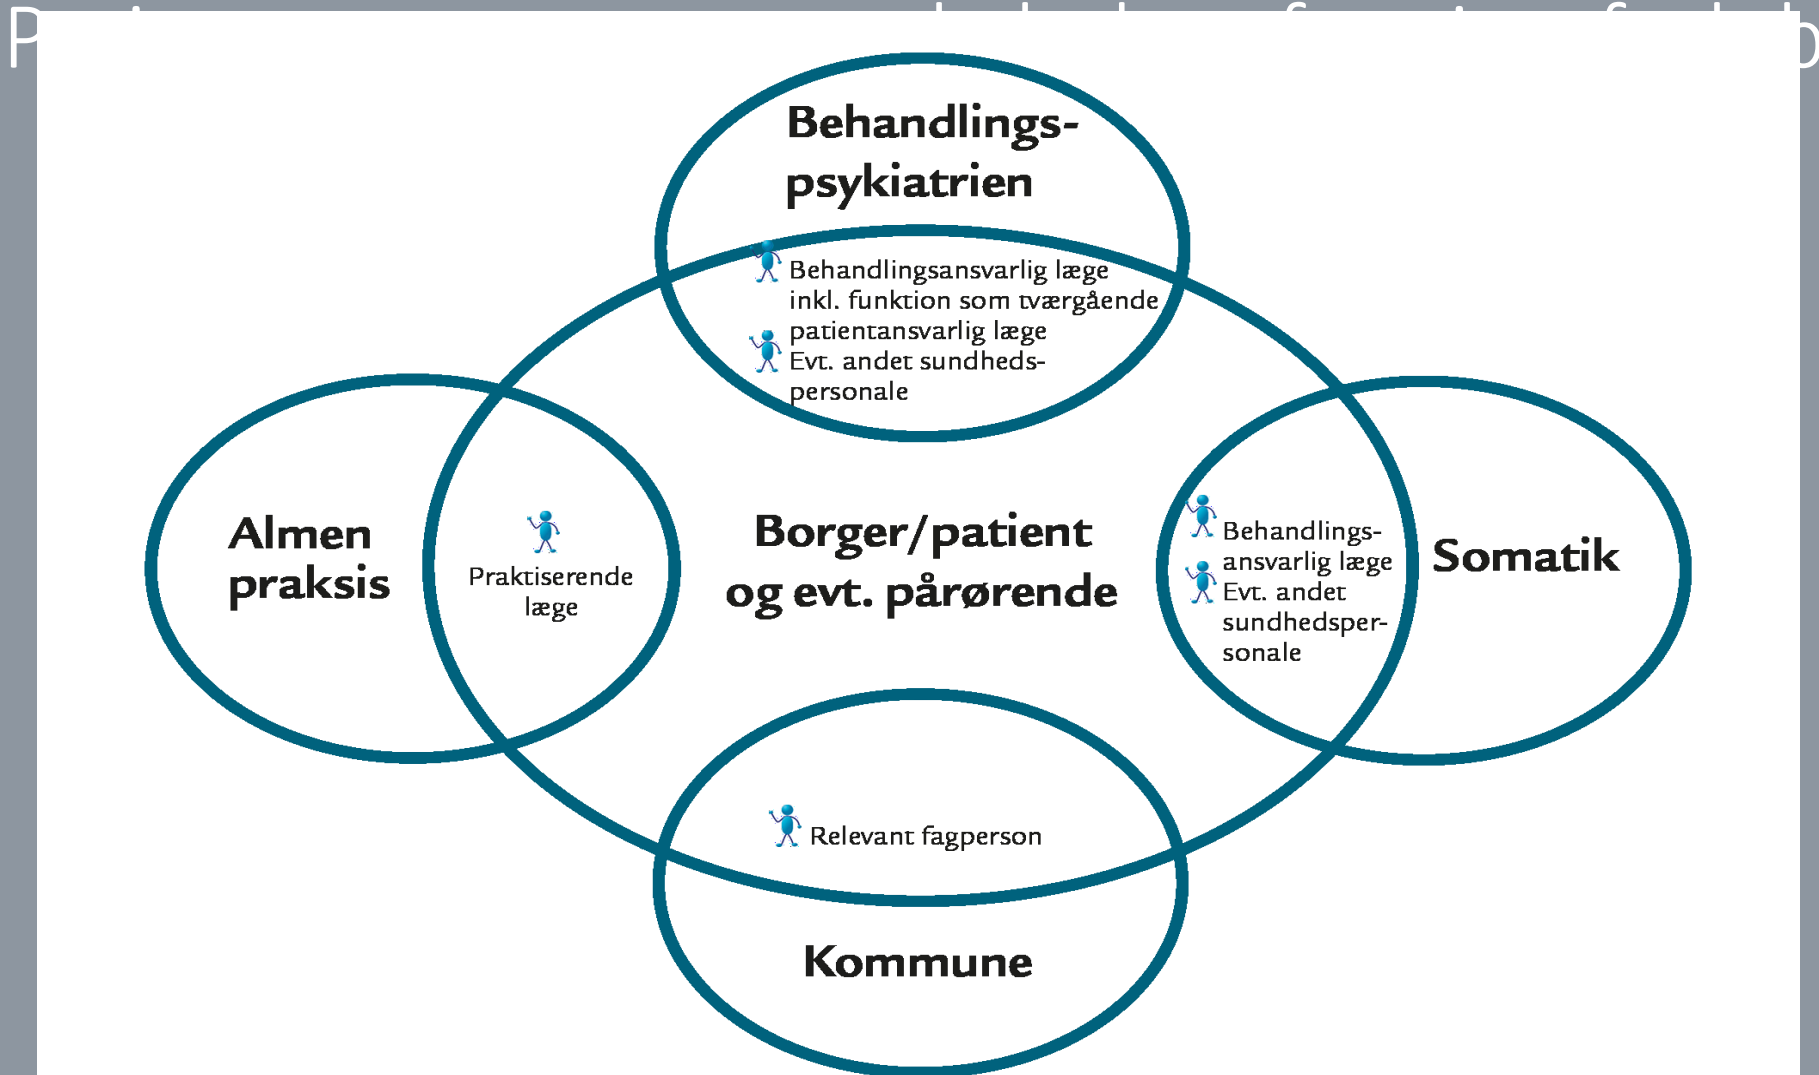 Behandlings-
psykiatrien
Behandlingsansvarlig læge
inkl. funktion som tværgående
patientansvarlig læge
Evt. andet sundheds-
personale
Almen
praksis
Praktiserende
læge
Borger/patient
og evt. pårørende
Behandlings-
ansvarlig læge
Evt. andet
sundhedsper-
sonale
Somatik
Relevant fagperson
Kommune